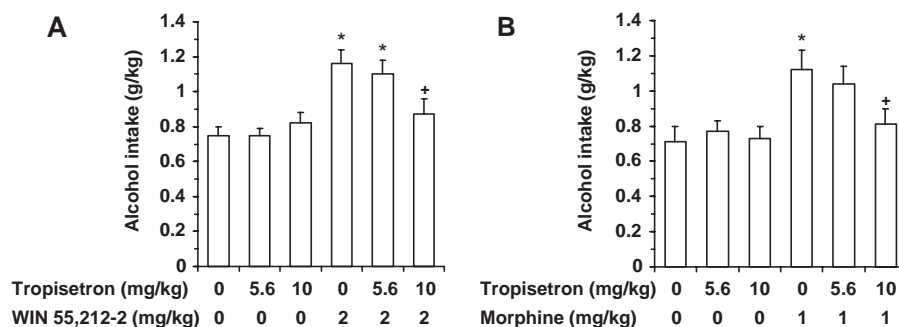 A
Alcohol intake (g/kg)
1.4
1.2
1
0.8
0.6
0.4
0.2
0
* * +
Tropisetron (mg/kg) 0 5.6 10 0 5.6 10
WIN 55,212-2 (mg/kg) 0 0 0 2 2 2
B
Alcohol intake (g/kg)
1.4
1.2
1
0.8
0.6
0.4
0.2
0
* +
Tropisetron (mg/kg) 0 5.6 10 0 5.6 10
Morphine (mg/kg) 0 0 0 1 1 1